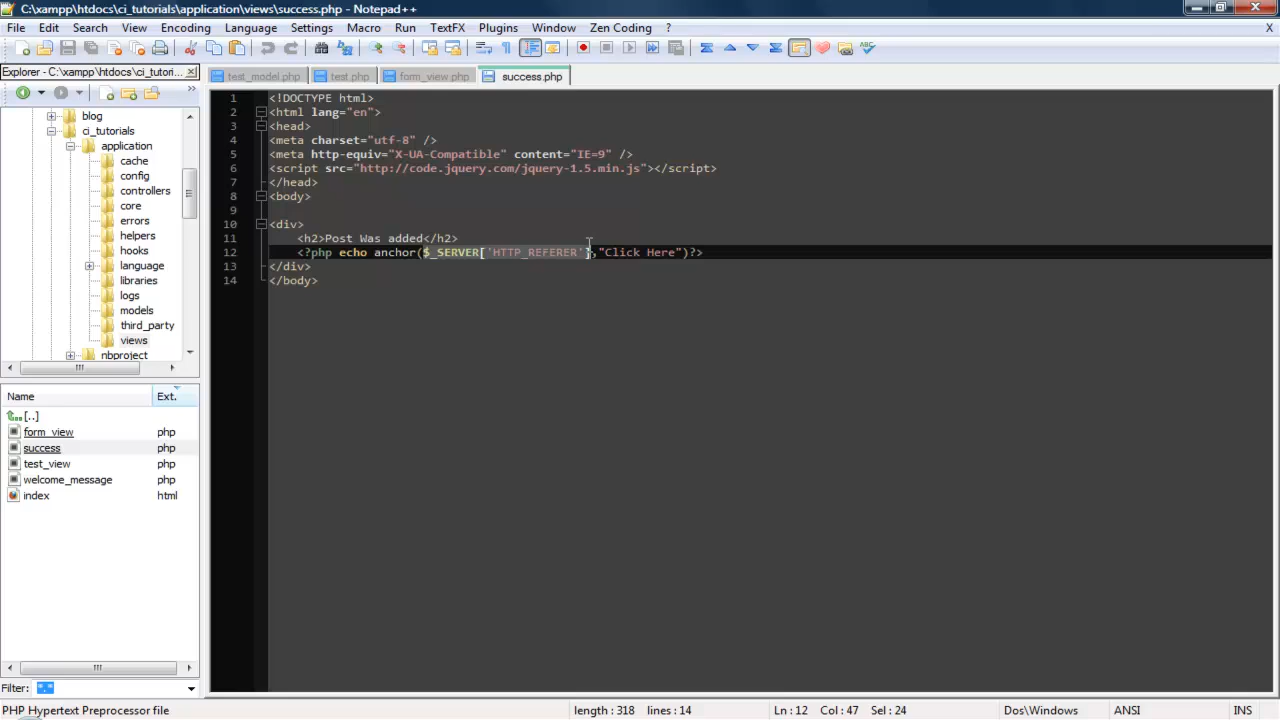 C:\xampp\htdocs\ci_tutorials\application\views\success.php - Notepad++
File Edit Search View Encoding Language Settings Macro Run TextFX Plugins Window Zen Coding ? X
Explorer - C:\xampp\htdocs\ci_tutori...
test_model.php test.php form_view.php success.php
blog
ci_tutorials
application
cache
config
controllers
core
errors
helpers
hooks
language
libraries
logs
models
third_party
views
nbproject
Name Ext.
[..]
form_view php
success php
test_view php
welcome_message php
index html
Filter: *.*
1 <!DOCTYPE html>
2 <html lang="en">
3 <head>
4 <meta charset="utf-8" />
5 <meta http-equiv="X-UA-Compatible" content="IE=9" />
6 <script src="http://code.jquery.com/jquery-1.5.min.js"></script>
7 </head>
8 <body>
9
10 <div>
11 <h2>Post Was added</h2>
12 <?php echo anchor($_SERVER['HTTP_REFERER'],"Click Here")?>
13 </div>
14 </body>
PHP Hypertext Preprocessor file length : 318 lines : 14 Ln : 12 Col : 47 Sel : 24 Dos\Windows ANSI INS